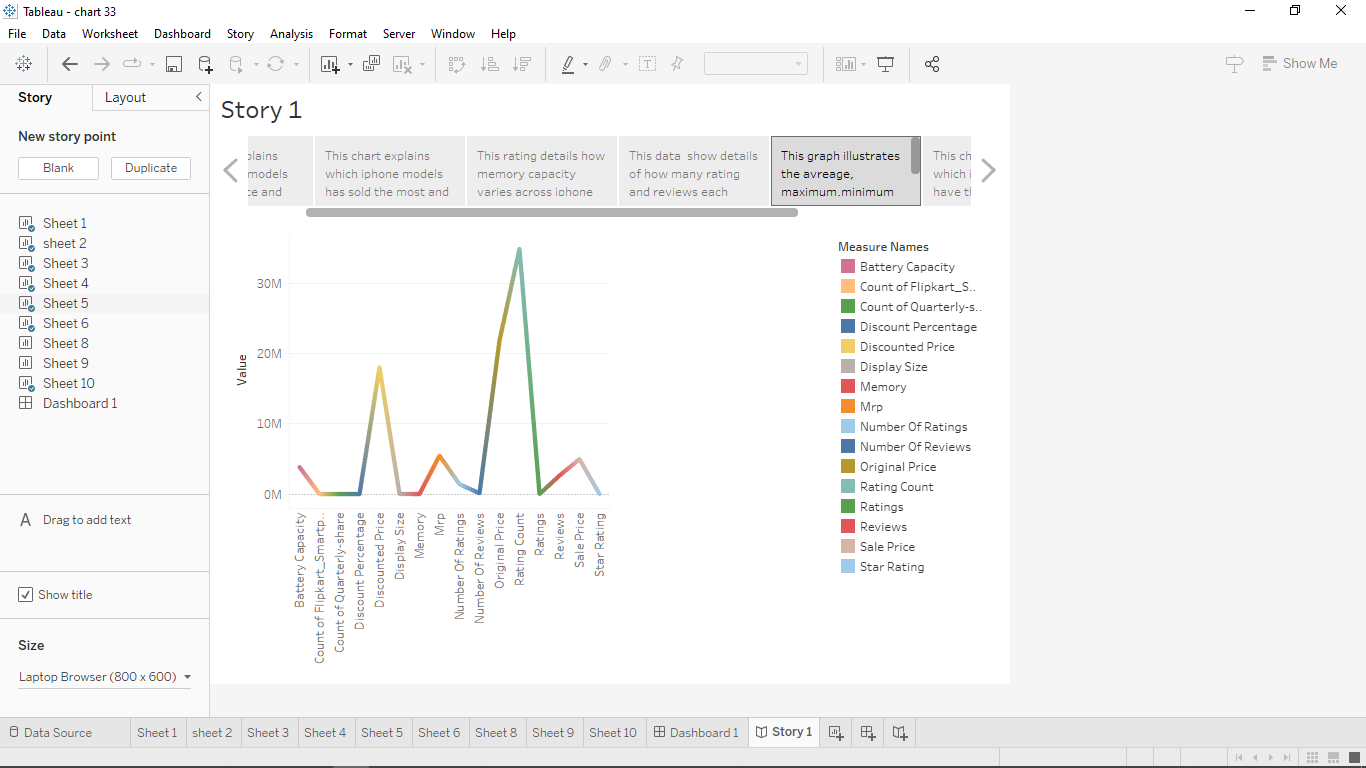 Tableau - chart 33
File Data Worksheet Dashboard Story Analysis Format Server Window Help
Show Me
Story Layout
New story point
Blank Duplicate
Sheet 1
sheet 2
Sheet 3
Sheet 4
Sheet 5
Sheet 6
Sheet 8
Sheet 9
Sheet 10
Dashboard 1
A Drag to add text
Show title
Size
Laptop Browser (800 x 600)
Story 1
plains
models
ce and
This chart explains
which iphone models
has sold the most and
This rating details how
memory capacity
varies across iphone
This data show details
of how many rating
and reviews each
This graph illustrates
the avreage,
maximum.minimum
This ch
which i
have th
Value
30M
20M
10M
0M
Battery Capacity
Count of Flipkart_Smartp..
Count of Quarterly-share
Discount Percentage
Discounted Price
Display Size
Memory
Mrp
Number Of Ratings
Number Of Reviews
Original Price
Rating Count
Ratings
Reviews
Sale Price
Star Rating
Measure Names
Battery Capacity
Count of Flipkart_S..
Count of Quarterly-s..
Discount Percentage
Discounted Price
Display Size
Memory
Mrp
Number Of Ratings
Number Of Reviews
Original Price
Rating Count
Ratings
Reviews
Sale Price
Star Rating
Data Source Sheet 1 sheet 2 Sheet 3 Sheet 4 Sheet 5 Sheet 6 Sheet 8 Sheet 9 Sheet 10 Dashboard 1 Story 1